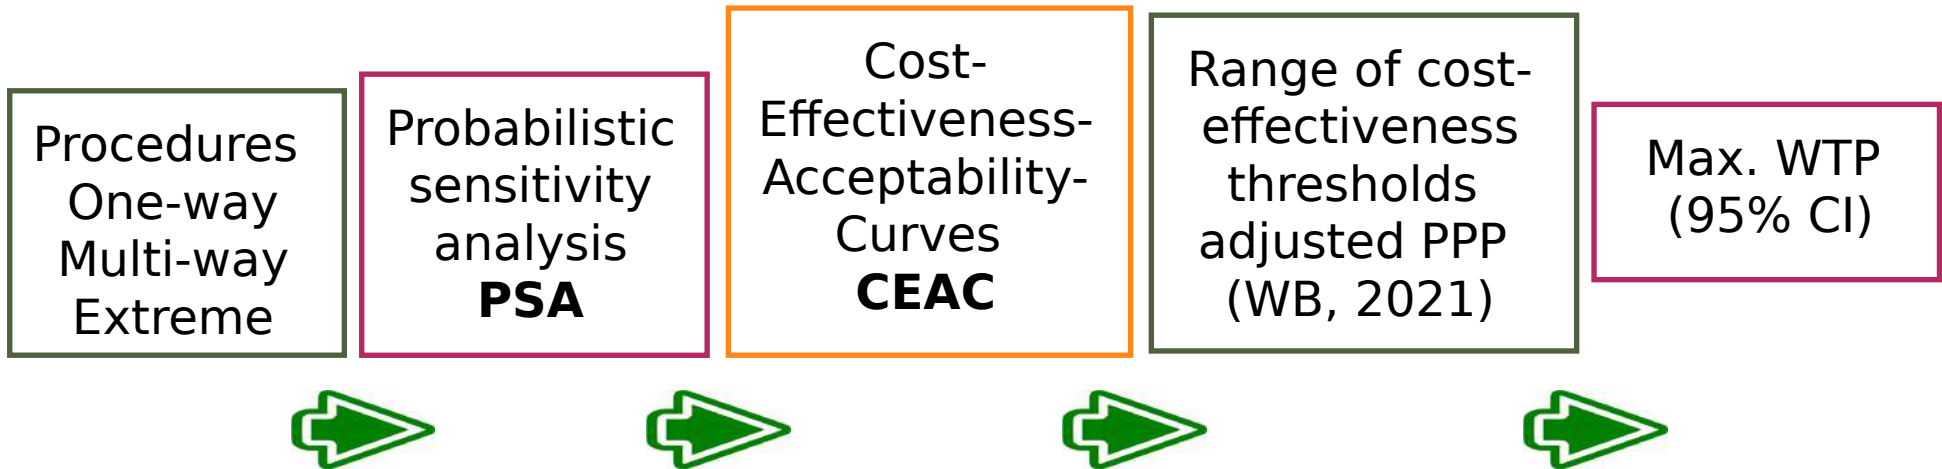 Procedures
One-way
Multi-way
Extreme
Probabilistic
sensitivity
analysis
PSA
Cost-
Effectiveness-
Acceptability-
Curves
CEAC
Range of cost-
effectiveness
thresholds
adjusted PPP
(WB, 2021)
Max. WTP
(95% CI)